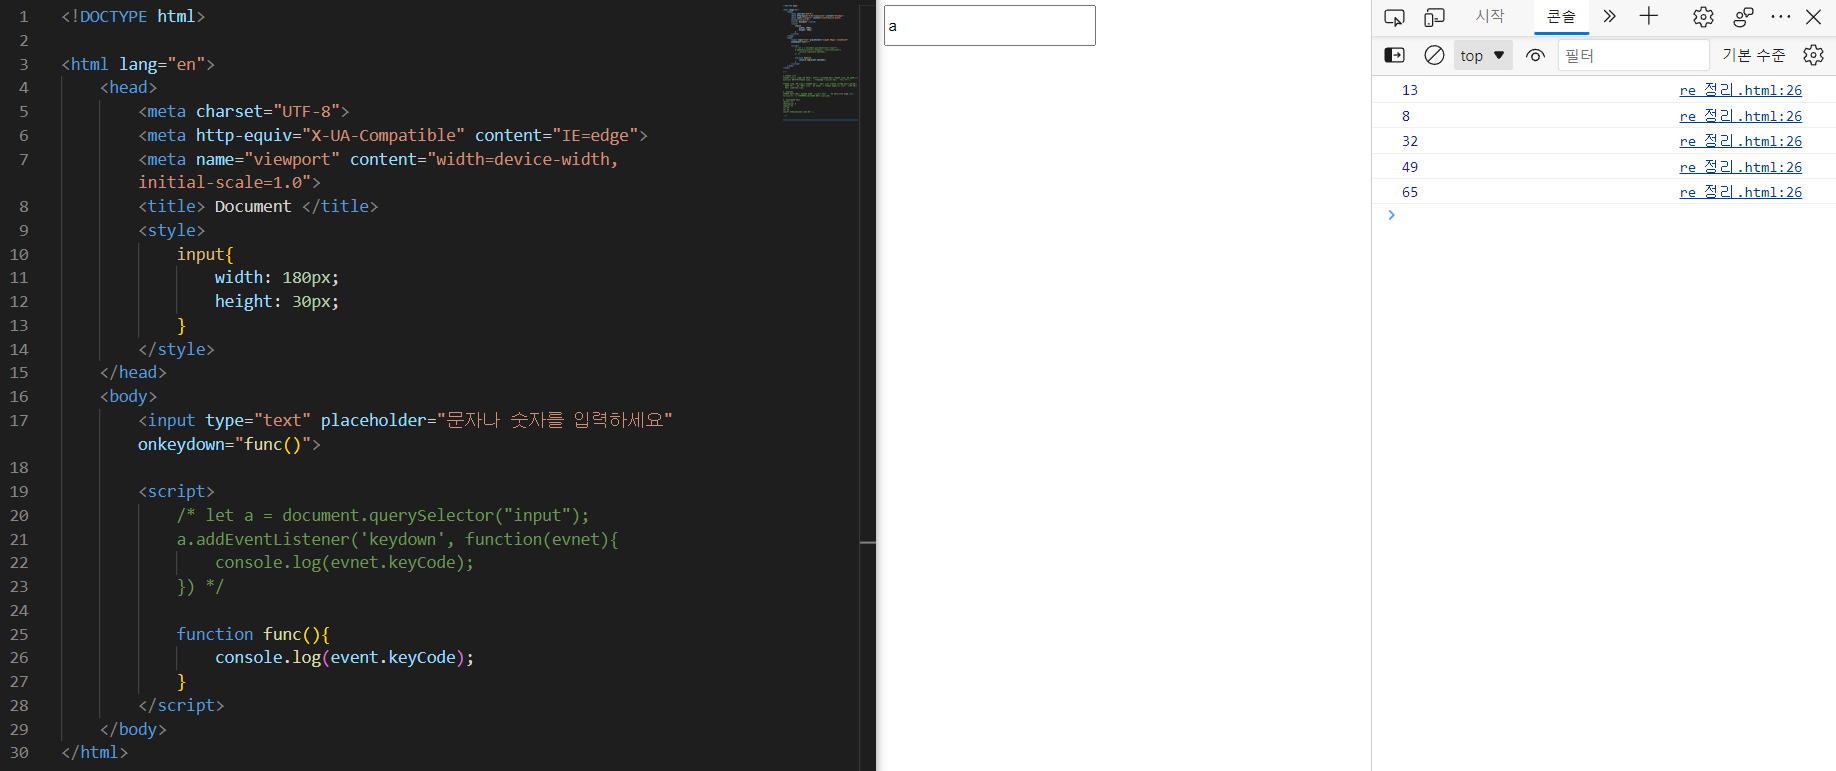 1 <!DOCTYPE html>
2
3 <html lang="en">
4 <head>
5 <meta charset="UTF-8">
6 <meta http-equiv="X-UA-Compatible" content="IE=edge">
7 <meta name="viewport" content="width=device-width,
initial-scale=1.0">
8 <title> Document </title>
9 <style>
10 input{
11 width: 180px;
12 height: 30px;
13 }
14 </style>
15 </head>
16 <body>
17 <input type="text" placeholder="문자나 숫자를 입력하세요"
onkeydown="func()">
18
19 <script>
20 /* let a = document.querySelector("input");
21 a.addEventListener('keydown', function(evnet){
22 console.log(evnet.keyCode);
23 }) */
24
25 function func(){
26 console.log(event.keyCode);
27 }
28 </script>
29 </body>
30 </html>
a
시작 콘솔
top 필터 기본 수준
13 re 정리.html:26
8 re 정리.html:26
32 re 정리.html:26
49 re 정리.html:26
65 re 정리.html:26